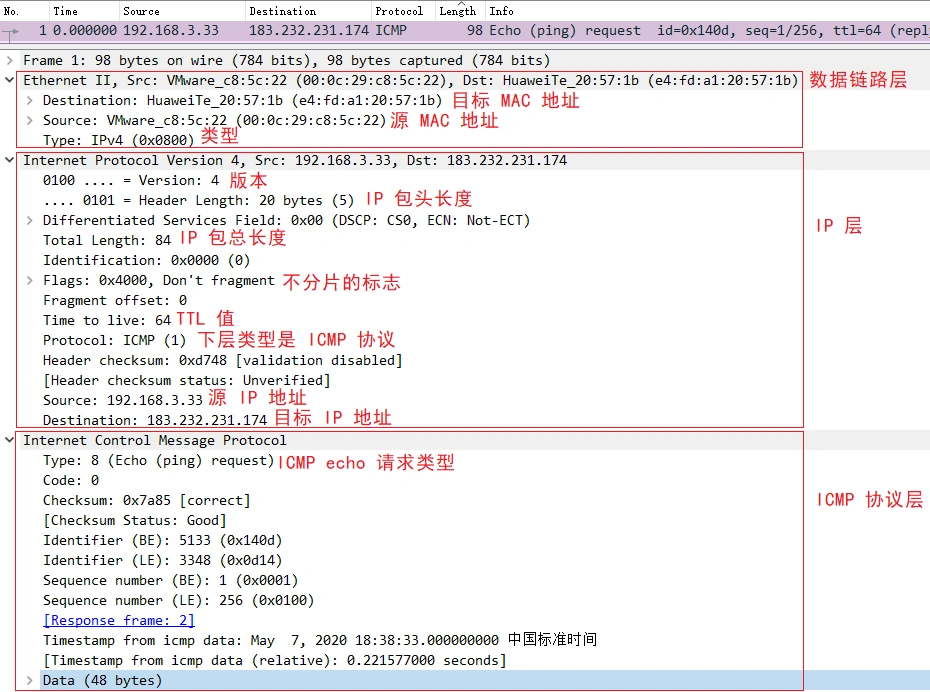 No. Time Source Destination Protocol Length Info
1 0.000000 192.168.3.33 183.232.231.174 ICMP 98 Echo (ping) request id=0x140d, seq=1/256, ttl=64 (repl
Frame 1: 98 bytes on wire (784 bits), 98 bytes captured (784 bits)
Ethernet II, Src: VMware_c8:5c:22 (00:0c:29:c8:5c:22), Dst: HuaweiTe_20:57:1b (e4:fd:a1:20:57:1b) 数据链路层
Destination: HuaweiTe_20:57:1b (e4:fd:a1:20:57:1b) 目标 MAC 地址
Source: VMware_c8:5c:22 (00:0c:29:c8:5c:22) 源 MAC 地址
Type: IPv4 (0x0800) 类型
Internet Protocol Version 4, Src: 192.168.3.33, Dst: 183.232.231.174
0100 .... = Version: 4 版本
.... 0101 = Header Length: 20 bytes (5) IP 包头长度
Differentiated Services Field: 0x00 (DSCP: CS0, ECN: Not-ECT) IP 层
Total Length: 84 IP 包总长度
Identification: 0x0000 (0)
Flags: 0x4000, Don't fragment 不分片的标志
Fragment offset: 0
Time to live: 64 TTL 值
Protocol: ICMP (1) 下层类型是 ICMP 协议
Header checksum: 0xd748 [validation disabled]
[Header checksum status: Unverified]
Source: 192.168.3.33 源 IP 地址
Destination: 183.232.231.174 目标 IP 地址
Internet Control Message Protocol
Type: 8 (Echo (ping) request) ICMP echo 请求类型
Code: 0
Checksum: 0x7a85 [correct] ICMP 协议层
[Checksum Status: Good]
Identifier (BE): 5133 (0x140d)
Identifier (LE): 3348 (0x0d14)
Sequence number (BE): 1 (0x0001)
Sequence number (LE): 256 (0x0100)
[Response frame: 2]
Timestamp from icmp data: May  7, 2020 18:38:33.000000000 中国标准时间
[Timestamp from icmp data (relative): 0.221577000 seconds]
Data (48 bytes)